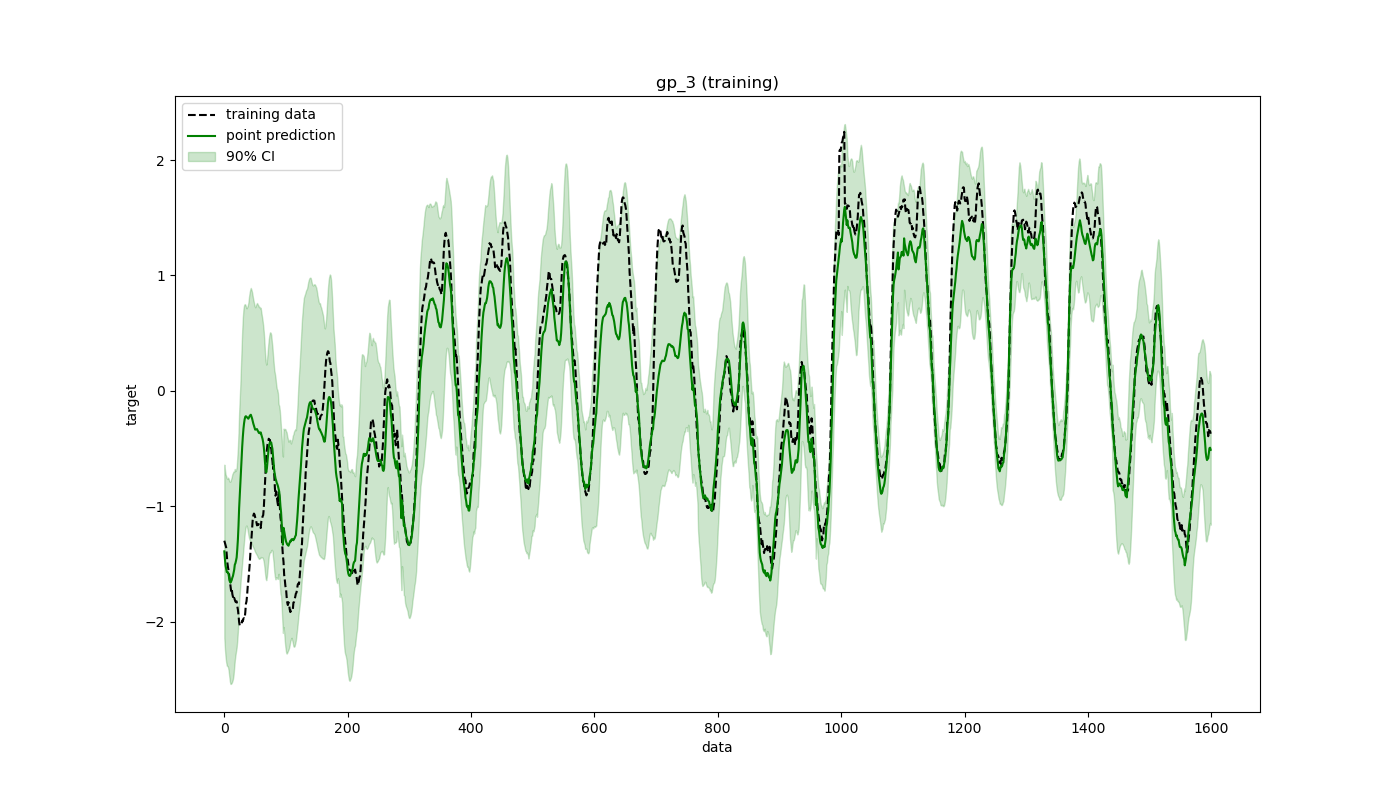 gp_3 (training)
training data
point prediction
90% CI
target
2
1
0
−1
−2
0 200 400 600 800 1000 1200 1400 1600
data